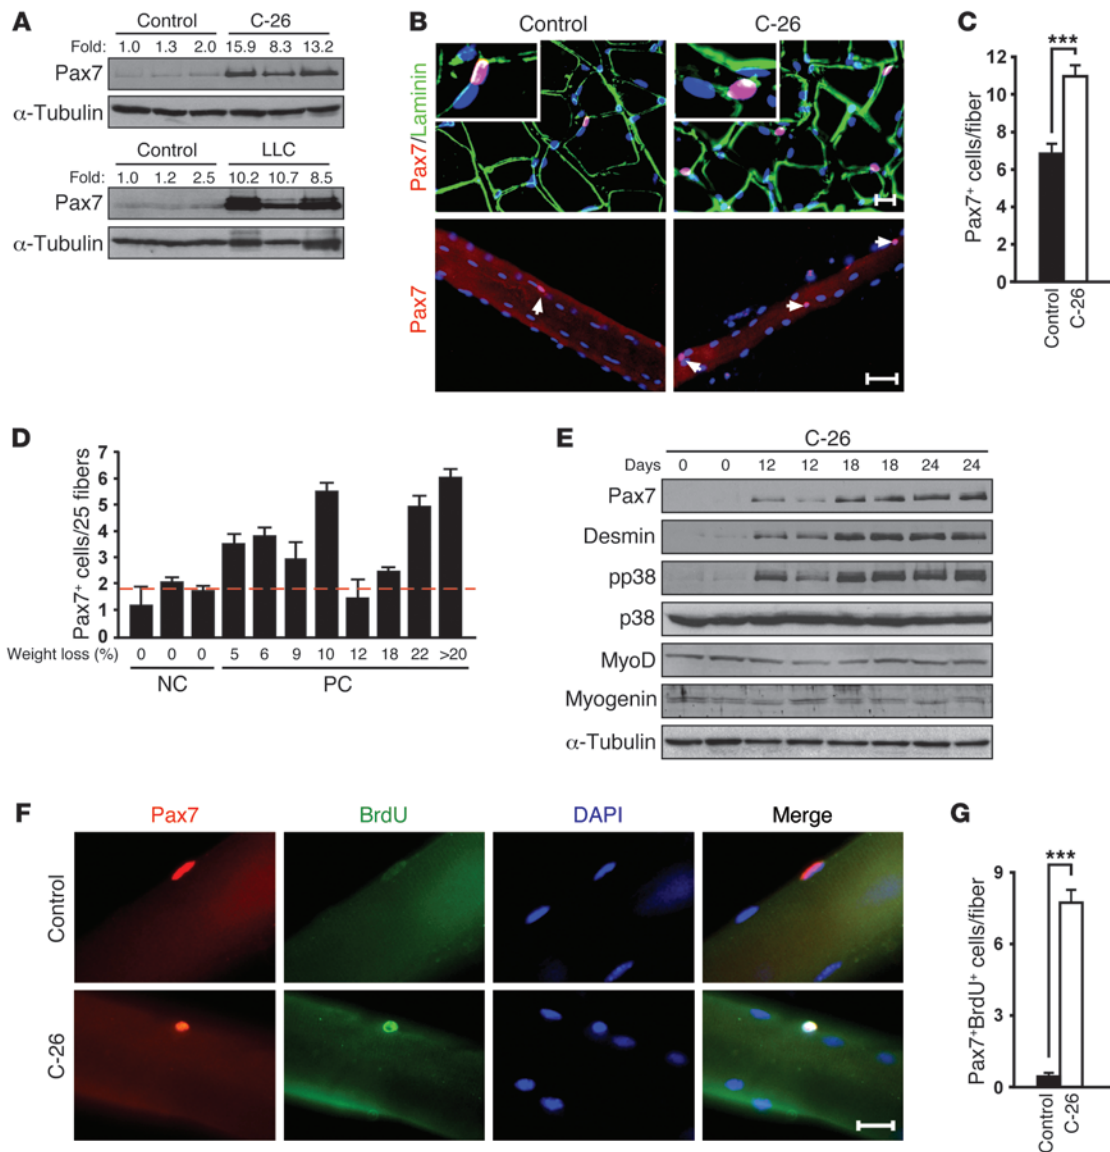 A
Control C-26
Fold: 1.0 1.3 2.0 15.9 8.3 13.2
Pax7
α-Tubulin
Control LLC
Fold: 1.0 1.2 2.5 10.2 10.7 8.5
Pax7
α-Tubulin
B
Control C-26
Pax7/Laminin
Pax7
C
Pax7⁺ cells/fiber
12
10
8
6
4
2
0
***
Control
C-26
D
Pax7⁺ cells/25 fibers
7
6
5
4
3
2
1
0
Weight loss (%) 0 0 0 5 6 9 10 12 18 22 >20
NC PC
E
C-26
Days 0 0 12 12 18 18 24 24
Pax7
Desmin
pp38
p38
MyoD
Myogenin
α-Tubulin
F
Pax7 BrdU DAPI Merge
Control
C-26
G
Pax7⁺BrdU⁺ cells/fiber
9
6
3
0
***
Control
C-26